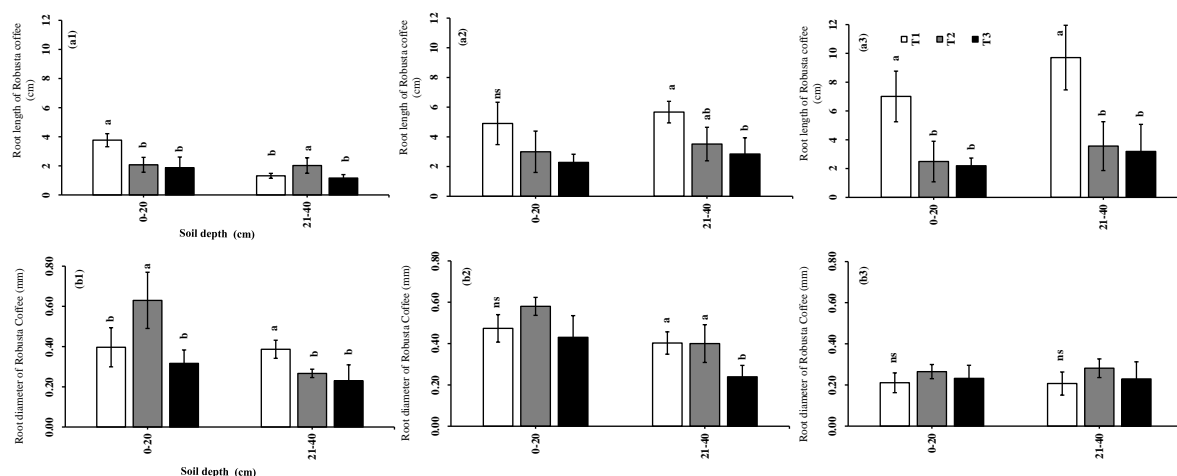 Root length of Robusta coffee
(cm)
12
10
8
6
4
2
0
(a1)
a
b
b
b
a
b
0-20
21-40
Soil depth (cm)
Root length of Robusta coffee
(cm)
12
10
8
6
4
2
0
(a2)
ns
a
ab
b
0-20
21-40
Root length of Robusta coffee
(cm)
12
10
8
6
4
2
0
(a3)
T1
T2
T3
a
b
b
a
b
b
0-20
21-40
Root diameter of Robusta Coffee (mm)
0.80
0.60
0.40
0.20
0.00
(b1)
b
a
b
a
b
b
0-20
21-40
Soil depth (cm)
Root diameter of Robusta Coffee (mm)
0.80
0.60
0.40
0.20
0.00
(b2)
ns
a
a
b
0-20
21-40
Root diameter of Robusta Coffee (mm)
0.80
0.60
0.40
0.20
0.00
(b3)
ns
ns
0-20
21-40